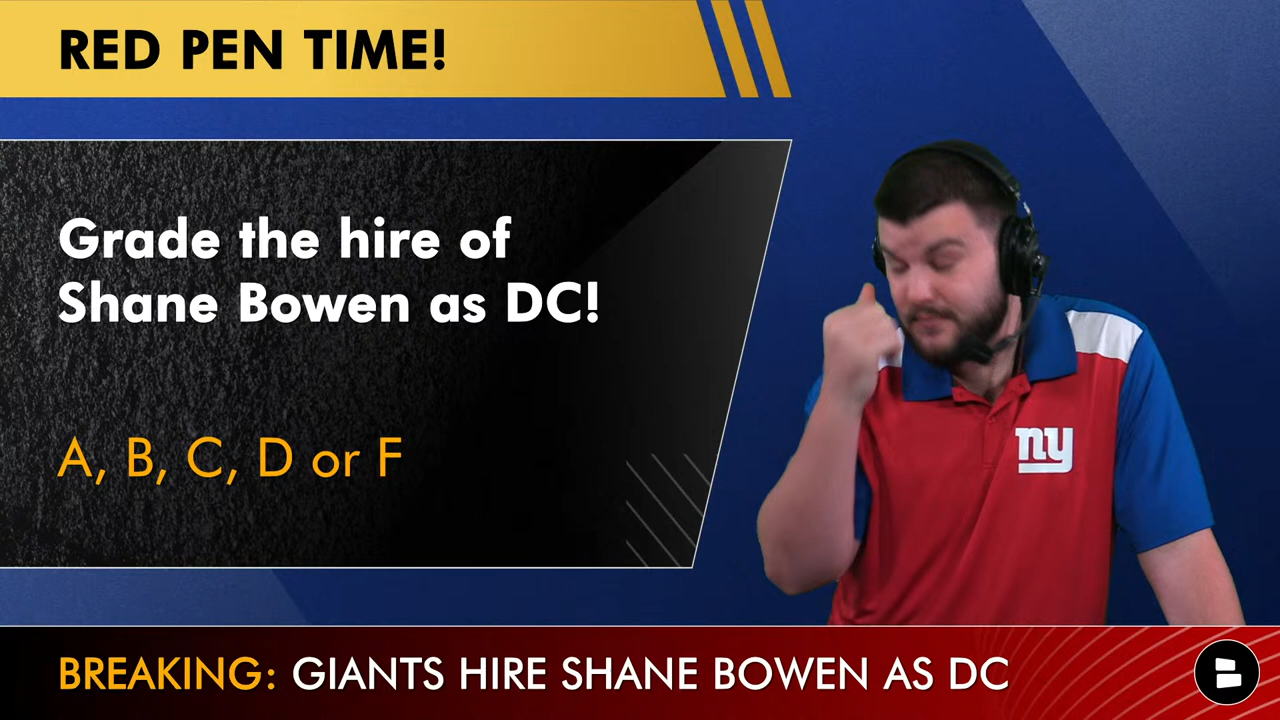 RED PEN TIME!
Grade the hire of
Shane Bowen as DC!
A, B, C, D or F
ny
BREAKING: GIANTS HIRE SHANE BOWEN AS DC